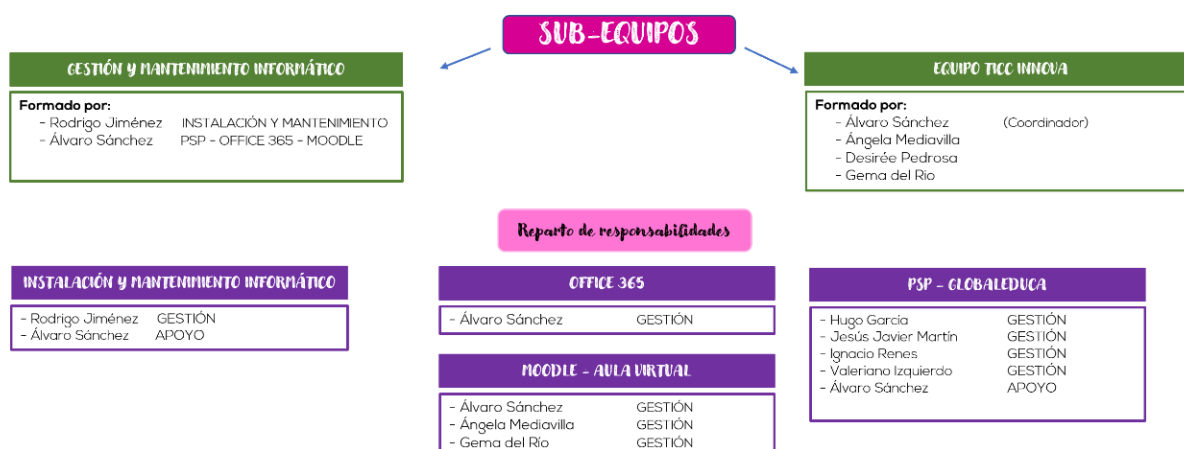 SUB-EQUIPOS
GESTIÓN y MANTENIMIENTO INFORMÁTICO
Formado por:
- Rodrigo Jiménez INSTALACIÓN Y MANTENIMIENTO
- Álvaro Sánchez PSP - OFFICE 365 - MOODLE
EQUIPO TICC INNOVA
Formado por:
- Álvaro Sánchez (Coordinador)
- Ángela Mediavilla
- Desirée Pedrosa
- Gema del Río
Reparto de responsabilidades
INSTALACIÓN y MANTENIMIENTO INFORMÁTICO
- Rodrigo Jiménez GESTIÓN
- Álvaro Sánchez APOYO
OFFICE 365
- Álvaro Sánchez GESTIÓN
MOODLE - AULA VIRTUAL
- Álvaro Sánchez GESTIÓN
- Ángela Mediavilla GESTIÓN
- Gema del Río GESTIÓN
PSP - GLOBALEDUCA
- Hugo García GESTIÓN
- Jesús Javier Martín GESTIÓN
- Ignacio Renes GESTIÓN
- Valeriano Izquierdo GESTIÓN
- Álvaro Sánchez APOYO